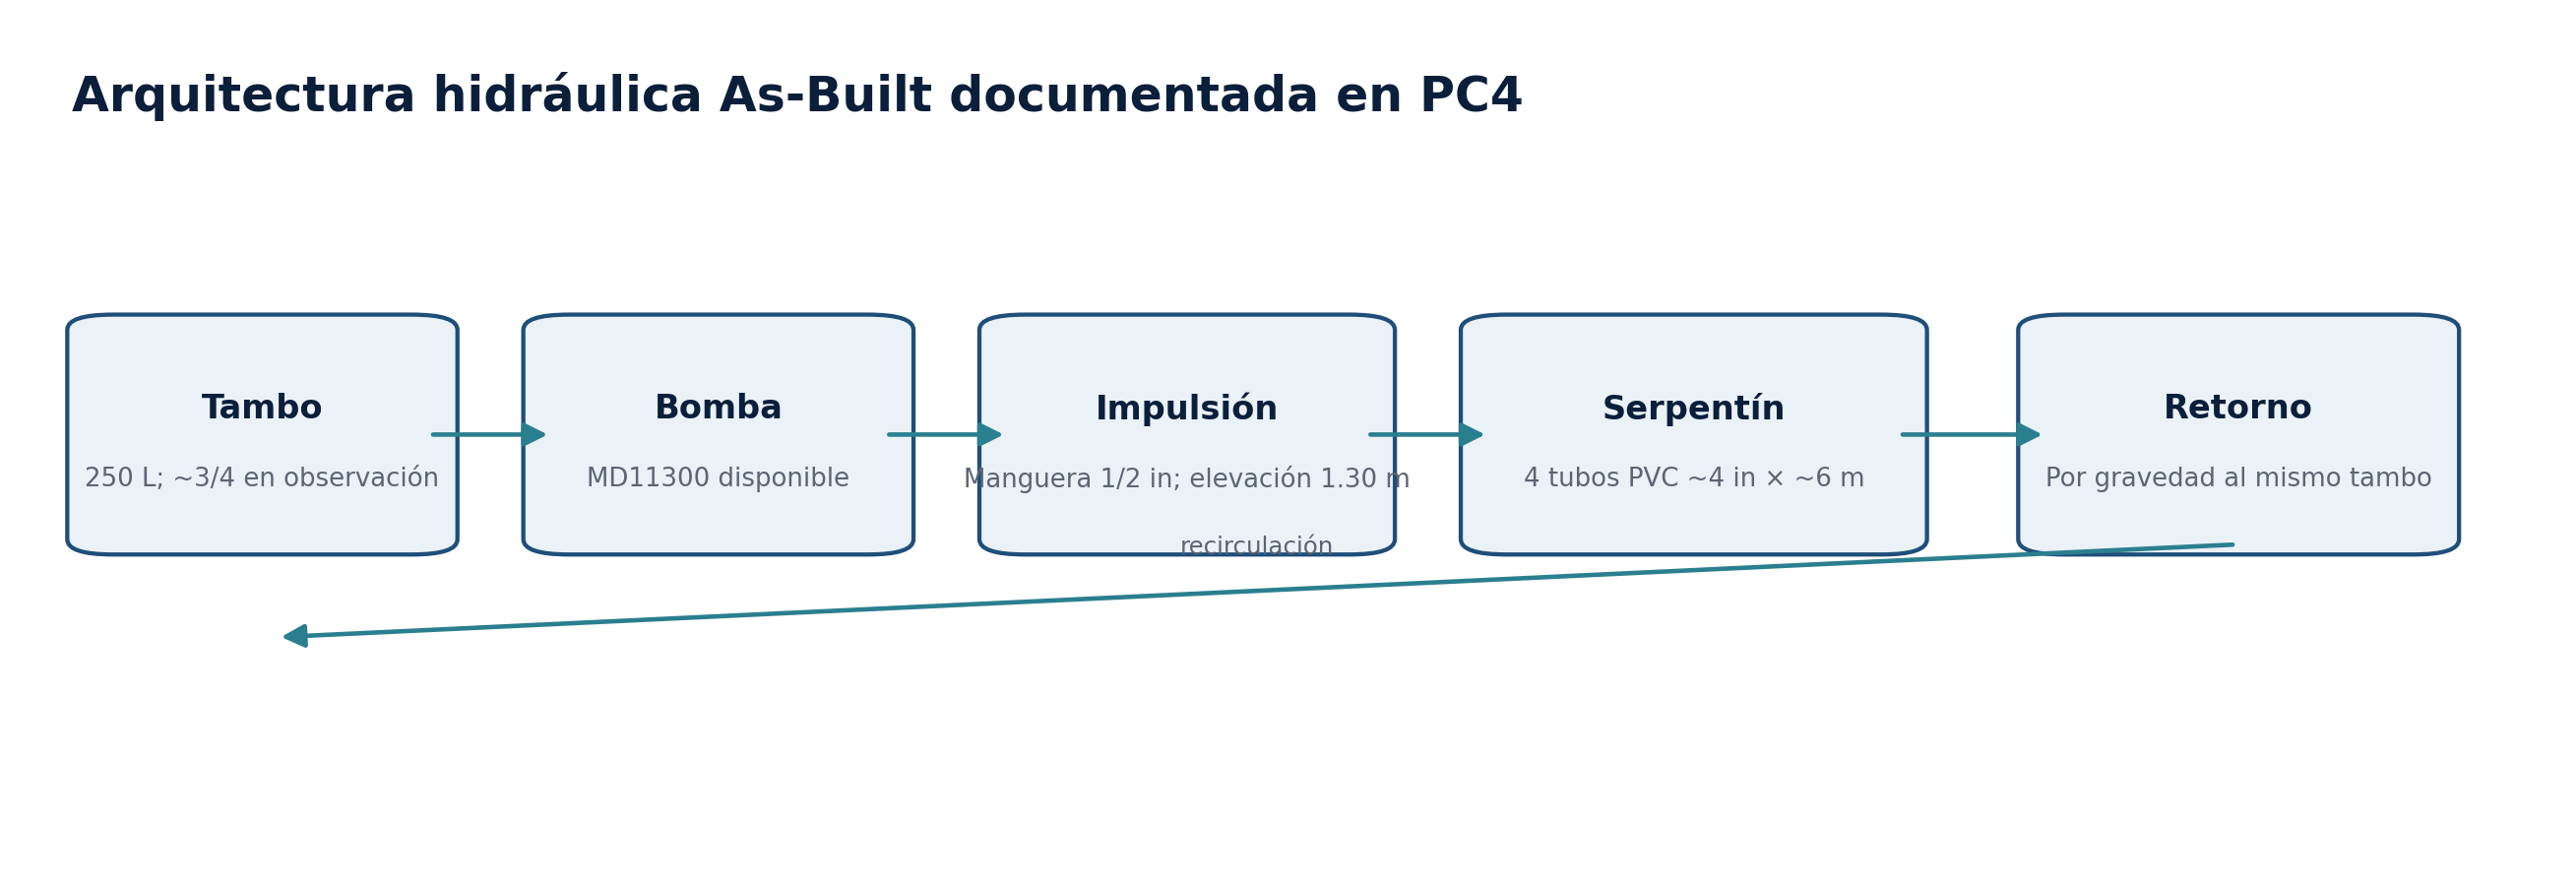 Arquitectura hidráulica As-Built documentada en PC4
Tambo
250 L; ~3/4 en observación
Bomba
MD11300 disponible
Impulsión
Manguera 1/2 in; elevación 1.30 m
recirculación
Serpentín
4 tubos PVC ~4 in × ~6 m
Retorno
Por gravedad al mismo tambo